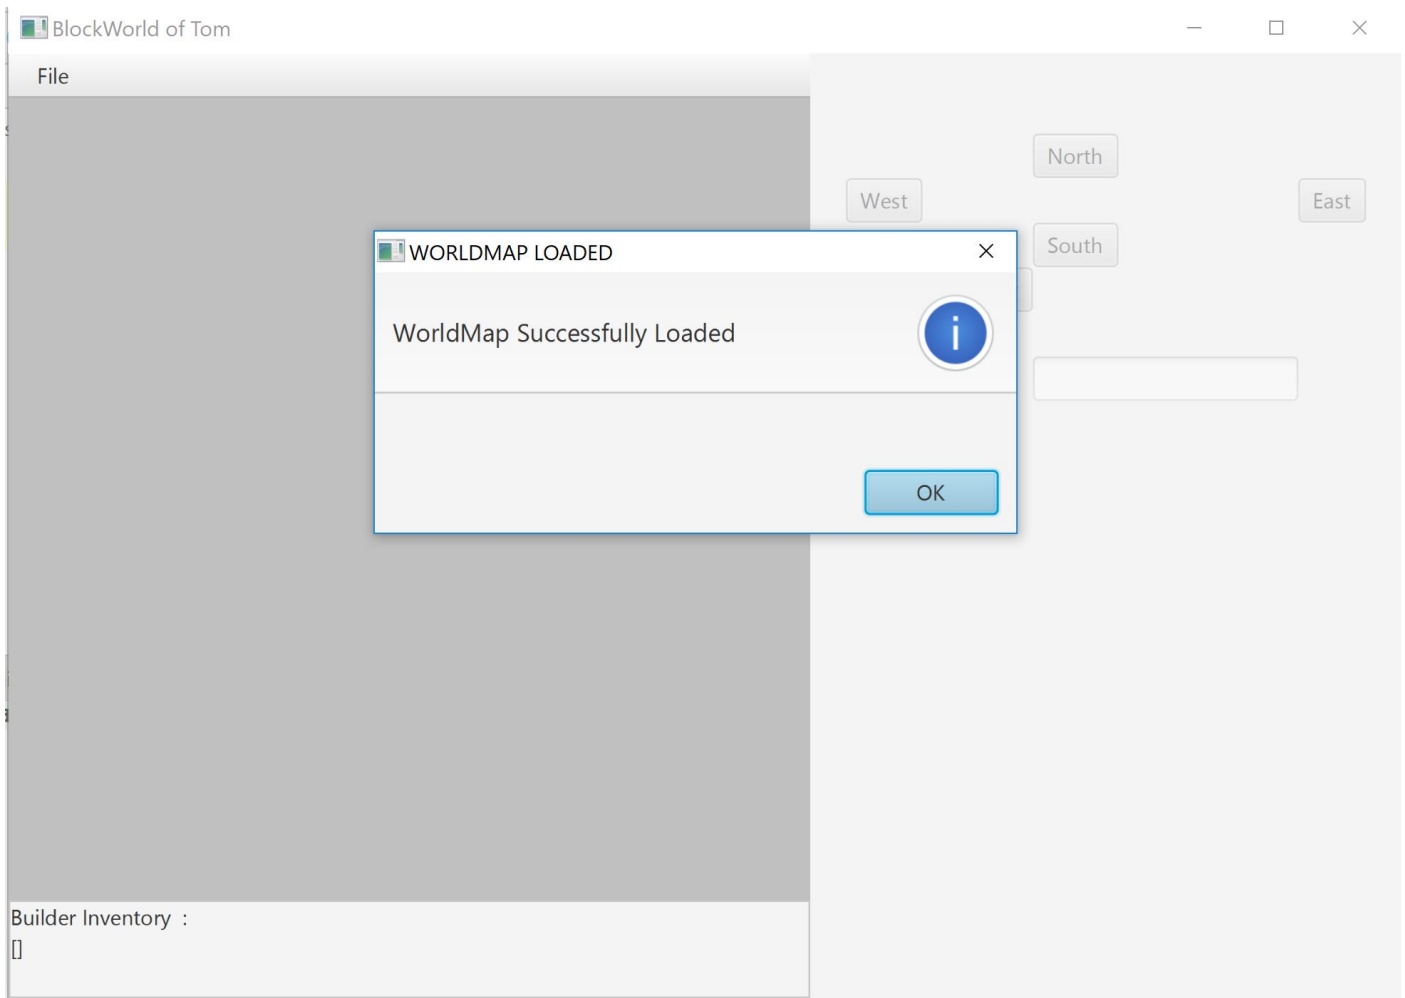 BlockWorld of Tom
File
North
West
East
South
WORLDMAP LOADED
WorldMap Successfully Loaded
i
OK
Builder Inventory :
[]